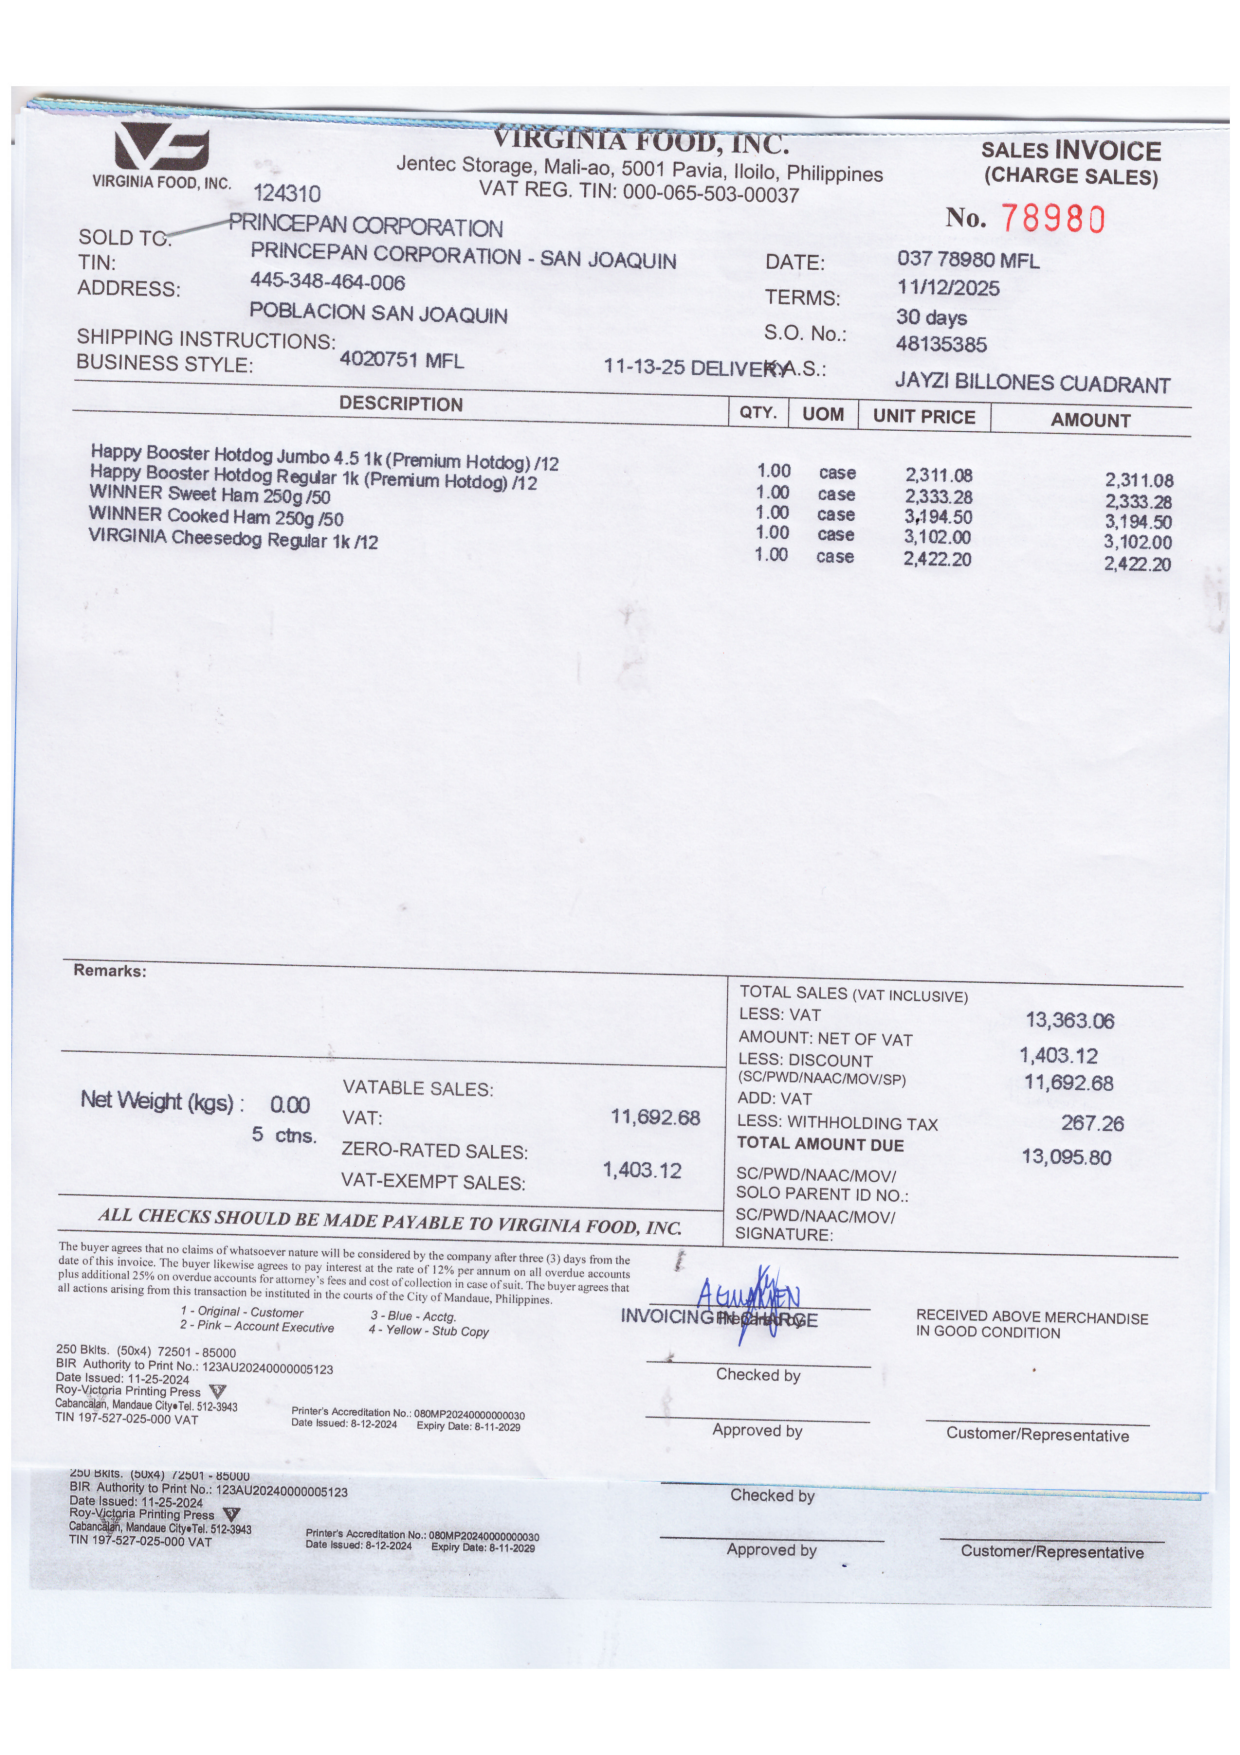 VIRGINIA FOOD, INC.
VIRGINIA FOOD, INC.
Jentec Storage, Mali-ao, 5001 Pavia, Iloilo, Philippines
VAT REG. TIN: 000-065-503-00037
SALES INVOICE
(CHARGE SALES)
No. 78980
124310
SOLD TO: PRINCEPAN CORPORATION
PRINCEPAN CORPORATION - SAN JOAQUIN
TIN: 445-348-464-006
ADDRESS: POBLACION SAN JOAQUIN
SHIPPING INSTRUCTIONS:
BUSINESS STYLE: 4020751 MFL 11-13-25 DELIVERY
037 78980 MFL
DATE: 11/12/2025
TERMS: 30 days
S.O. No.: 48135385
K.A.S.: JAYZI BILLONES CUADRANT
DESCRIPTION QTY. UOM UNIT PRICE AMOUNT
Happy Booster Hotdog Jumbo 4.5 1k (Premium Hotdog) /12 1.00 case 2,311.08 2,311.08
Happy Booster Hotdog Regular 1k (Premium Hotdog) /12 1.00 case 2,333.28 2,333.28
WINNER Sweet Ham 250g /50 1.00 case 3,194.50 3,194.50
WINNER Cooked Ham 250g /50 1.00 case 3,102.00 3,102.00
VIRGINIA Cheesedog Regular 1k /12 1.00 case 2,422.20 2,422.20
Remarks:
Net Weight (kgs) : 0.00
5 ctns.
VATABLE SALES:
VAT: 11,692.68
ZERO-RATED SALES:
VAT-EXEMPT SALES: 1,403.12
TOTAL SALES (VAT INCLUSIVE)
LESS: VAT 13,363.06
AMOUNT: NET OF VAT
LESS: DISCOUNT 1,403.12
(SC/PWD/NAAC/MOV/SP) 11,692.68
ADD: VAT
LESS: WITHHOLDING TAX 267.26
TOTAL AMOUNT DUE 13,095.80
SC/PWD/NAAC/MOV/
SOLO PARENT ID NO.:
SC/PWD/NAAC/MOV/
SIGNATURE:
ALL CHECKS SHOULD BE MADE PAYABLE TO VIRGINIA FOOD, INC.
The buyer agrees that no claims of whatsoever nature will be considered by the company after three (3) days from the
date of this invoice. The buyer likewise agrees to pay interest at the rate of 12% per annum on all overdue accounts
plus additional 25% on overdue accounts for attorney's fees and cost of collection in case of suit. The buyer agrees that
all actions arising from this transaction be instituted in the courts of the City of Mandaue, Philippines.
1 - Original - Customer 3 - Blue - Acctg.
2 - Pink – Account Executive 4 - Yellow - Stub Copy
INVOICING IN CHARGE
Prepared by
RECEIVED ABOVE MERCHANDISE
IN GOOD CONDITION
Checked by
Approved by
Customer/Representative
250 Bklts. (50x4) 72501 - 85000
BIR Authority to Print No.: 123AU20240000005123
Date Issued: 11-25-2024
Roy-Victoria Printing Press
Cabancalan, Mandaue City•Tel. 512-3943
TIN 197-527-025-000 VAT
Printer's Accreditation No.: 080MP20240000000030
Date Issued: 8-12-2024 Expiry Date: 8-11-2029
250 Bklts. (50x4) 72501 - 85000
BIR Authority to Print No.: 123AU20240000005123
Date Issued: 11-25-2024
Roy-Victoria Printing Press
Cabancalan, Mandaue City•Tel. 512-3943
TIN 197-527-025-000 VAT
Printer's Accreditation No.: 080MP20240000000030
Date Issued: 8-12-2024 Expiry Date: 8-11-2029
Checked by
Approved by
Customer/Representative